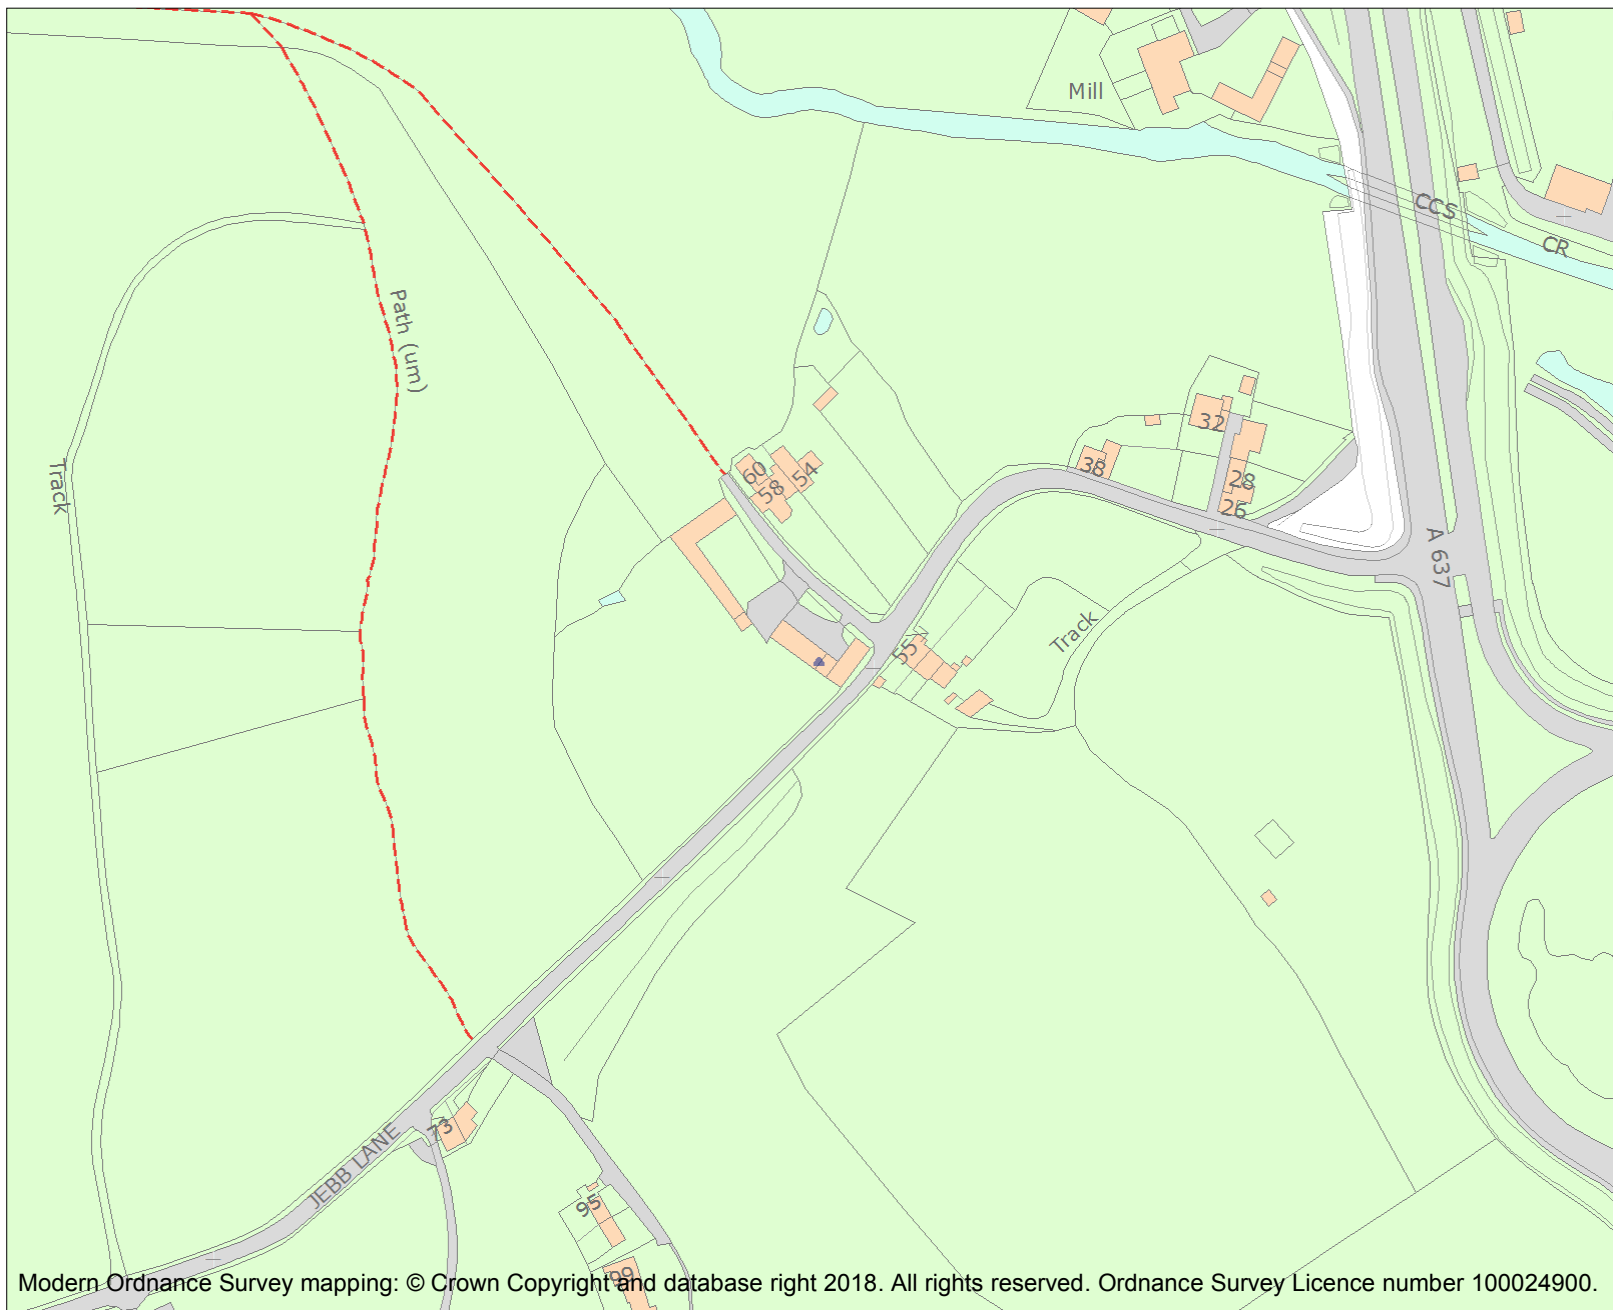 Mill
CCS
CR
Path (um)
Track
32
38
28
26
60
58
54
A 637
Track
55
73
JEBB LANE
95
99
Modern Ordnance Survey mapping: © Crown Copyright and database right 2018. All rights reserved. Ordnance Survey Licence number 100024900.